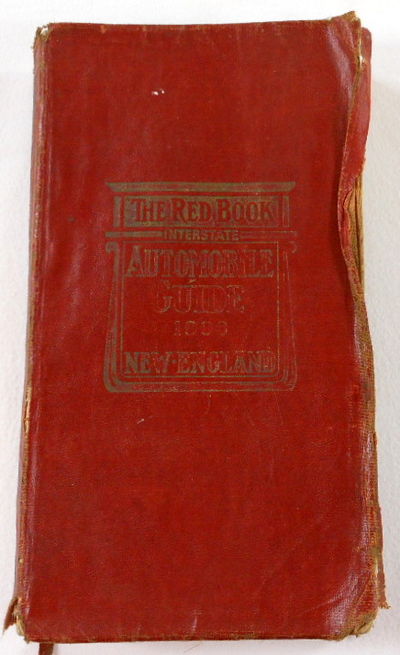 THE RED BOOK
INTERSTATE
AUTOMOBILE
GUIDE
NEW-ENGLAND